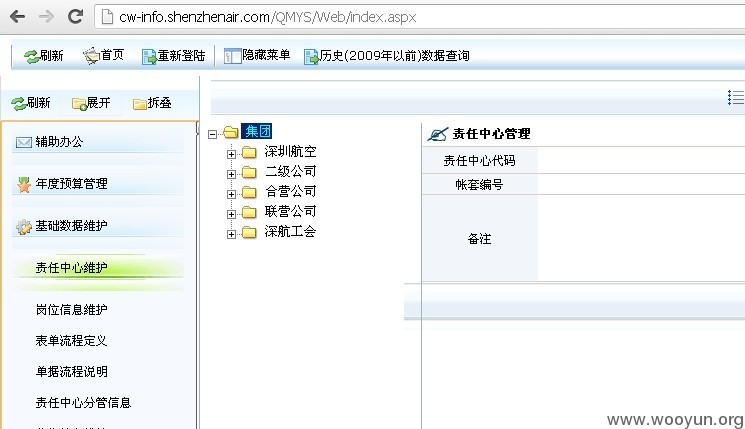 cw-info.shenzhenair.com/QMYS/Web/index.aspx
刷新 首页 重新登陆 隐藏菜单 历史(2009年以前)数据查询
刷新 展开 拆叠
辅助办公
年度预算管理
基础数据维护
责任中心维护
岗位信息维护
表单流程定义
单据流程说明
责任中心分管信息
集团
深圳航空
二级公司
合营公司
联营公司
深航工会
责任中心管理
责任中心代码
帐套编号
备注
www.wooyun.org